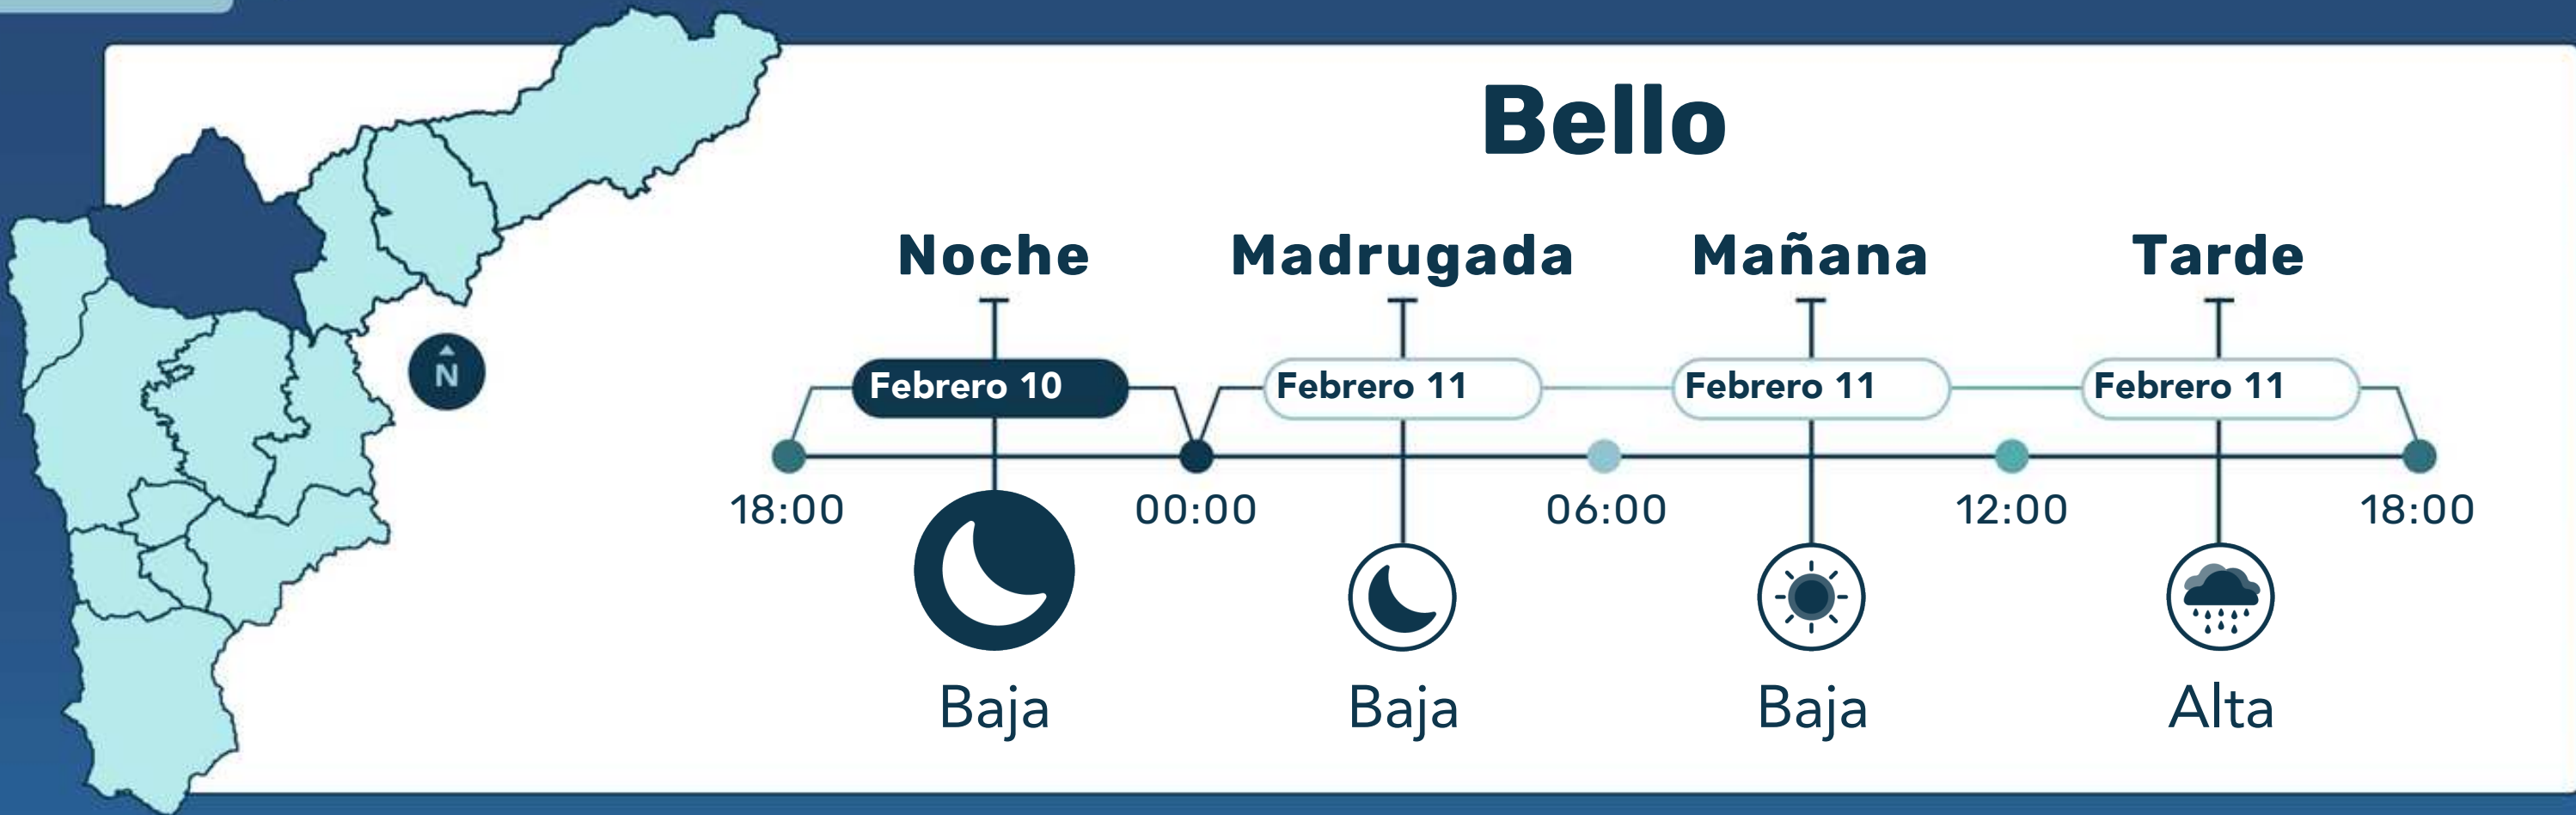 Bello
Noche Madrugada Mañana Tarde
Febrero 10 Febrero 11 Febrero 11 Febrero 11
N
18:00 00:00 06:00 12:00 18:00
Baja Baja Baja Alta